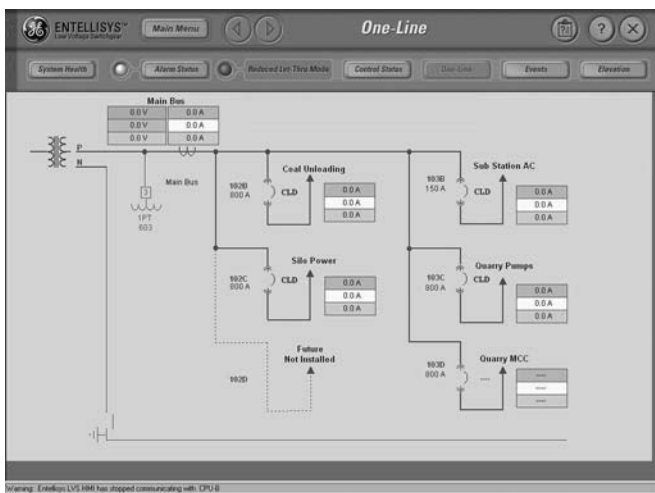 ENTELLISYS™
Low Voltage Switchgear
Main Menu
One-Line
System Health
Alarm Status
Reduced Let-Thru Mode
Control Status
One-Line
Events
Elevation
Main Bus
0.0 V 0.0 A
0.0 V 0.0 A
0.0 V 0.0 A
P
N
3
Main Bus
1PT
603
Coal Unloading
102B
800 A
CLD
0.0 A
0.0 A
0.0 A
Sub Station AC
103B
150 A
CLD
0.0 A
0.0 A
0.0 A
Silo Power
102C
800 A
CLD
0.0 A
0.0 A
0.0 A
Quarry Pumps
103C
800 A
CLD
0.0 A
0.0 A
0.0 A
Future
Not Installed
102D
Quarry MCC
103D
800 A
----
----
----
----
Warning: Entellisys LVS HMI has stopped communicating with CPU-B